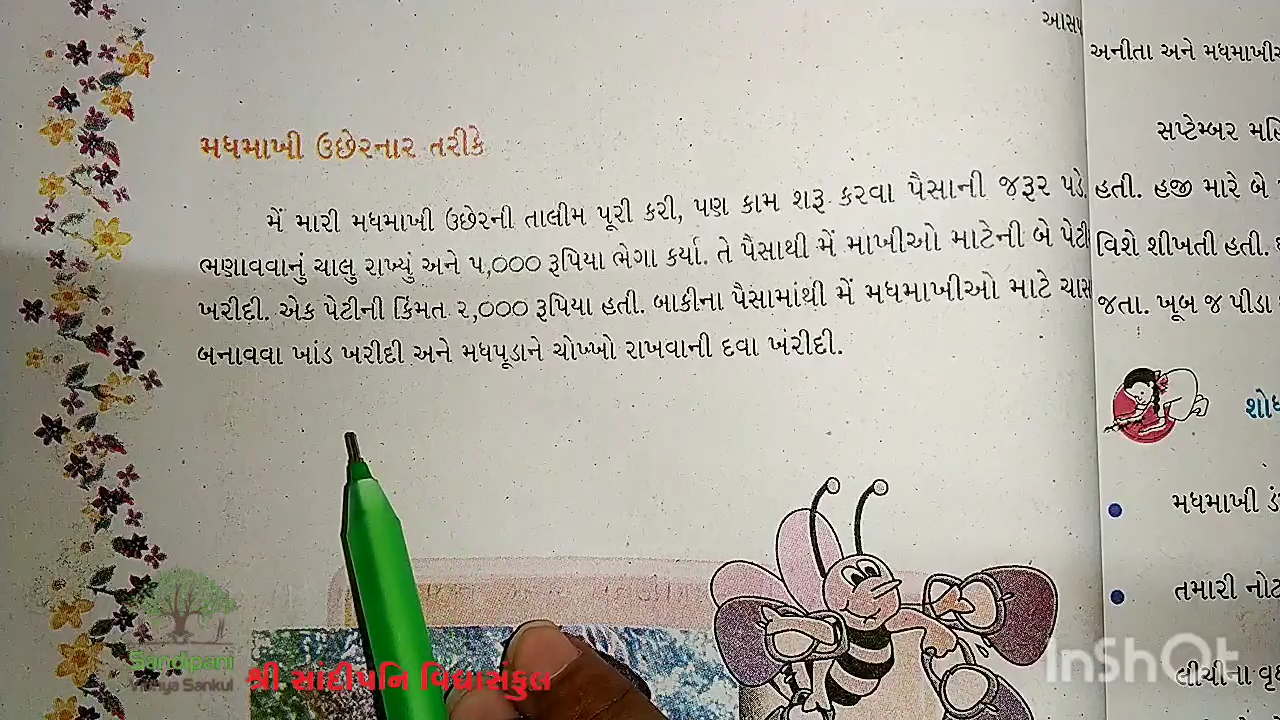 મધમાખી ઉછેરનાર તરીકે
મેં મારી મધમાખી ઉછેરની તાલીમ પૂરી કરી, પણ કામ શરૂ કરવા પૈસાની જરૂર પડે
ભણાવવાનું ચાલુ રાખ્યું અને ૫,૦૦૦ રૂપિયા ભેગા કર્યા. તે પૈસાથી મેં માખીઓ માટેની બે પેટી
ખરીદી. એક પેટીની કિંમત ૨,૦૦૦ રૂપિયા હતી. બાકીના પૈસામાંથી મેં મધમાખીઓ માટે ચાસ
બનાવવા ખાંડ ખરીદી અને મધપૂડાને ચોખ્ખો રાખવાની દવા ખરીદી.
આસપ
અનીતા અને મધમાખી
સપ્ટેમ્બર
હતી. હજી મારે બે
વિશે શીખતી હતી.
જતા. ખૂબ જ પીડા
શોધ
મધમાખી ડં
તમારી નોટ
લીચીના વૃ
Sandipani
Vidhya Sankul
શ્રી સાંદીપનિ વિદ્યાસંકુલ
InShOt